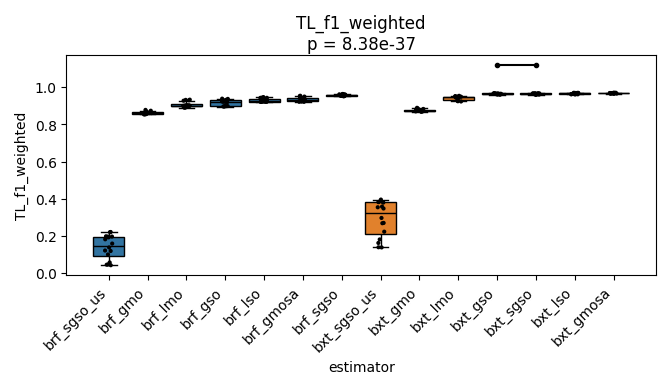 TL_f1_weighted
p = 8.38e-37
TL_f1_weighted
1.0
0.8
0.6
0.4
0.2
0.0
brf_sgso_us
brf_gmo
brf_lmo
brf_gso
brf_lso
brf_gmosa
brf_sgso
bxt_sgso_us
bxt_gmo
bxt_lmo
bxt_gso
bxt_sgso
bxt_lso
bxt_gmosa
estimator